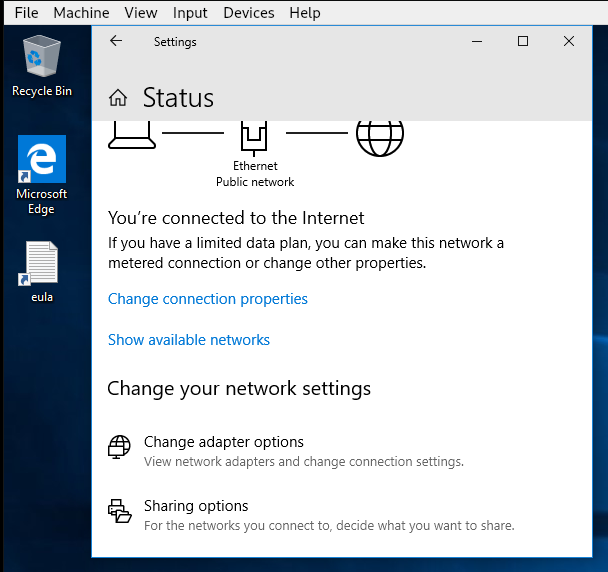 File Machine View Input Devices Help
Settings
Status
Recycle Bin
Microsoft
Edge
eula
Ethernet
Public network
You're connected to the Internet
If you have a limited data plan, you can make this network a
metered connection or change other properties.
Change connection properties
Show available networks
Change your network settings
Change adapter options
View network adapters and change connection settings.
Sharing options
For the networks you connect to, decide what you want to share.